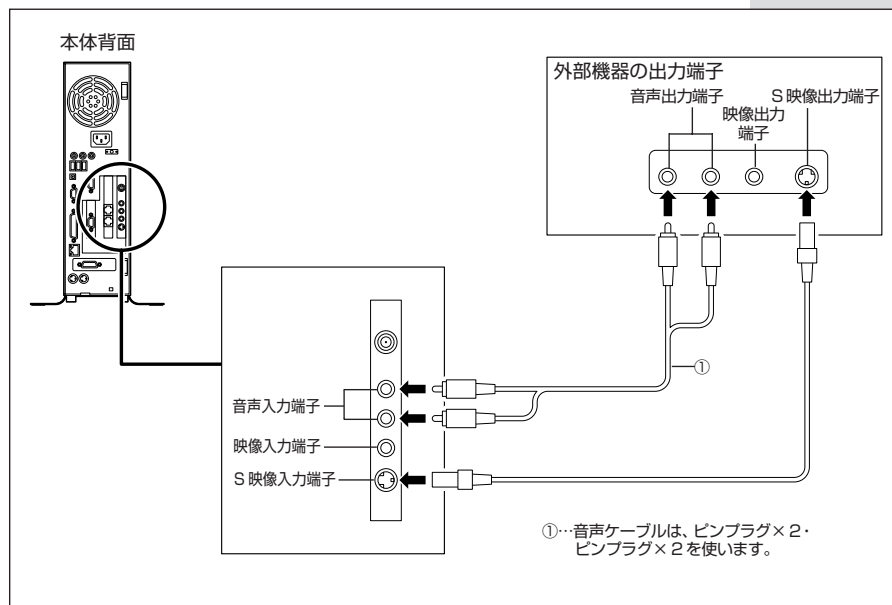 本体背面
外部機器の出力端子
音声出力端子
映像出力
端子
S映像出力端子
音声入力端子
映像入力端子
S映像入力端子
①
①…音声ケーブルは、ピンプラグ×2・
ピンプラグ×2を使います。